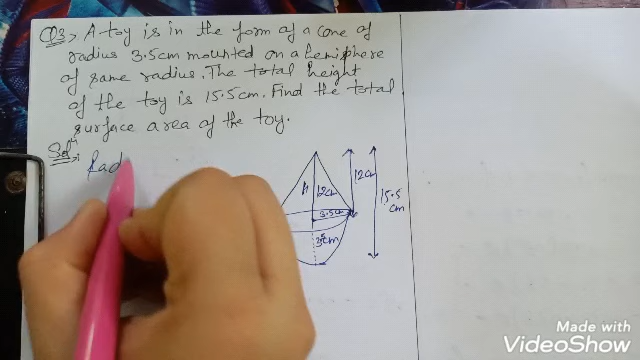 Q3, A toy is in the form of a cone of
radius 3.5cm mounted on a hemisphere
of same radius. The total height
of the toy is 15.5cm. Find the total
surface area of the toy.
Sol":
Rad
h
12cm
12cm
15.5
cm
3.5cm
Made with
VideoShow